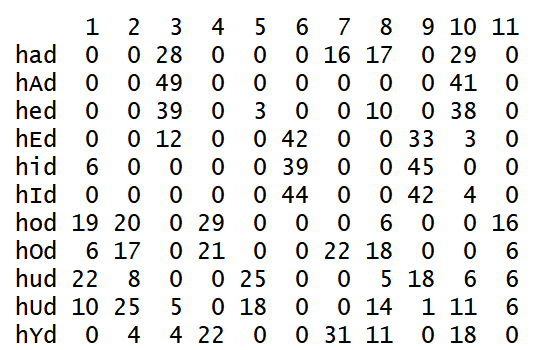 1 2 3 4 5 6 7 8 9 10 11
had 0 0 28 0 0 0 16 17 0 29 0
hAd 0 0 49 0 0 0 0 0 0 41 0
hed 0 0 39 0 3 0 0 10 0 38 0
hEd 0 0 12 0 0 42 0 0 33 3 0
hid 6 0 0 0 0 39 0 0 45 0 0
hId 0 0 0 0 0 44 0 0 42 4 0
hod 19 20 0 29 0 0 0 6 0 0 16
hOd 6 17 0 21 0 0 22 18 0 0 6
hud 22 8 0 0 25 0 0 5 18 6 6
hUd 10 25 5 0 18 0 0 14 1 11 6
hYd 0 4 4 22 0 0 31 11 0 18 0